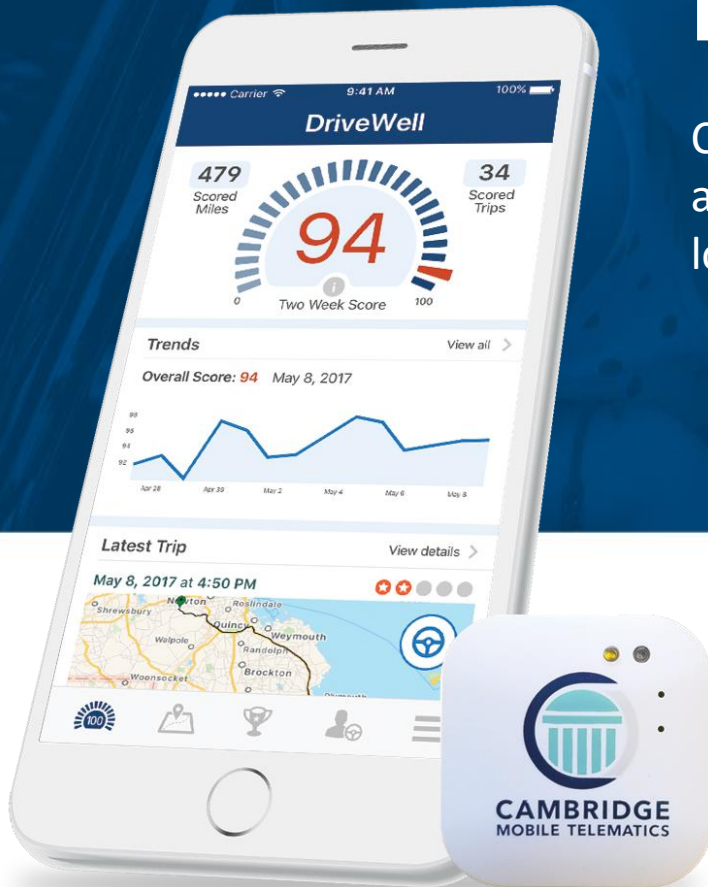 Carrier 9:41 AM 100%
DriveWell
479 34
Scored Scored
Miles Trips
94
0 Two Week Score 100
Trends View all
Overall Score: 94 May 8, 2017
98
96
94
92
Apr 28 Apr 30 May 2 May 4 May 6 May 8
Latest Trip View details
May 8, 2017 at 4:50 PM
Newton Roslindale
Shrewsbury
Quincy Weymouth
Walpole Randolph
Woonsocket Brockton
100
CAMBRIDGE
MOBILE TELEMATICS